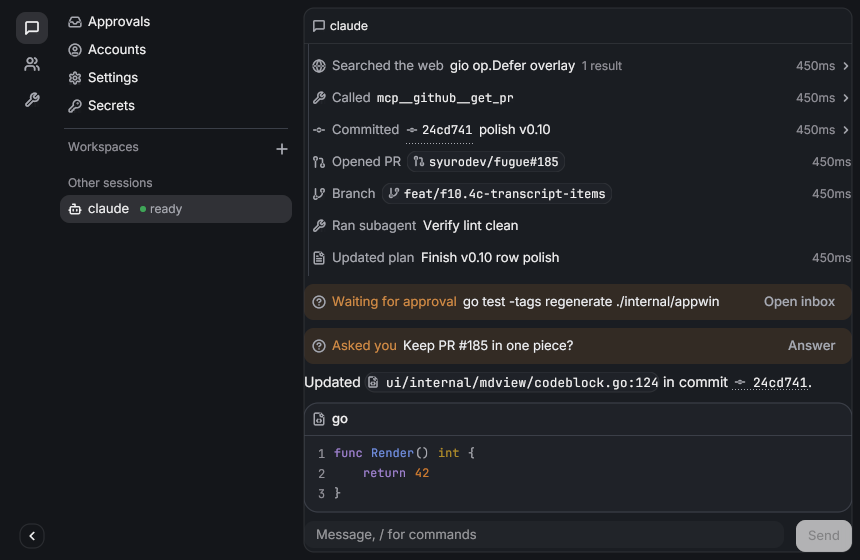 Approvals
Accounts
Settings
Secrets
Workspaces
Other sessions
claude ready
claude
Searched the web gio op.Defer overlay 1 result 450ms
Called mcp__github__get_pr 450ms
Committed 24cd741 polish v0.10 450ms
Opened PR syurodev/fugue#185 450ms
Branch feat/f10.4c-transcript-items 450ms
Ran subagent Verify lint clean
Updated plan Finish v0.10 row polish 450ms
Waiting for approval go test -tags regenerate ./internal/appwin Open inbox
Asked you Keep PR #185 in one piece? Answer
Updated ui/internal/mdview/codeblock.go:124 in commit 24cd741.
go
1 func Render() int {
2     return 42
3 }
Message, / for commands Send